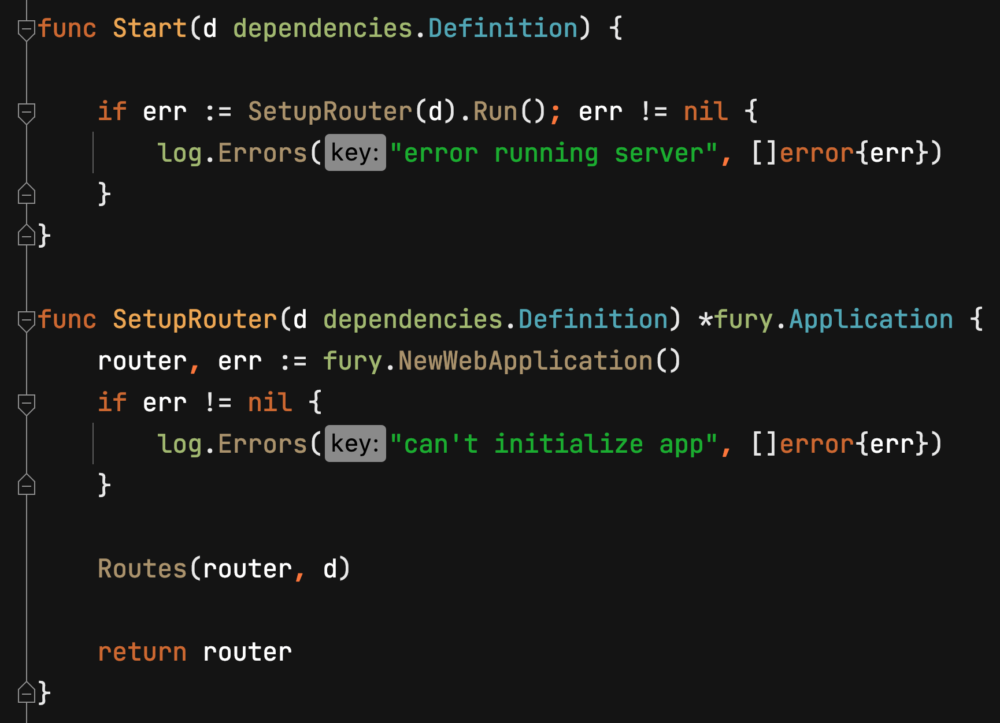 func Start(d dependencies.Definition) {
if err := SetupRouter(d).Run(); err != nil {
log.Errors(key: "error running server", []error{err})
}
}
func SetupRouter(d dependencies.Definition) *fury.Application {
router, err := fury.NewWebApplication()
if err != nil {
log.Errors(key: "can't initialize app", []error{err})
}
Routes(router, d)
return router
}